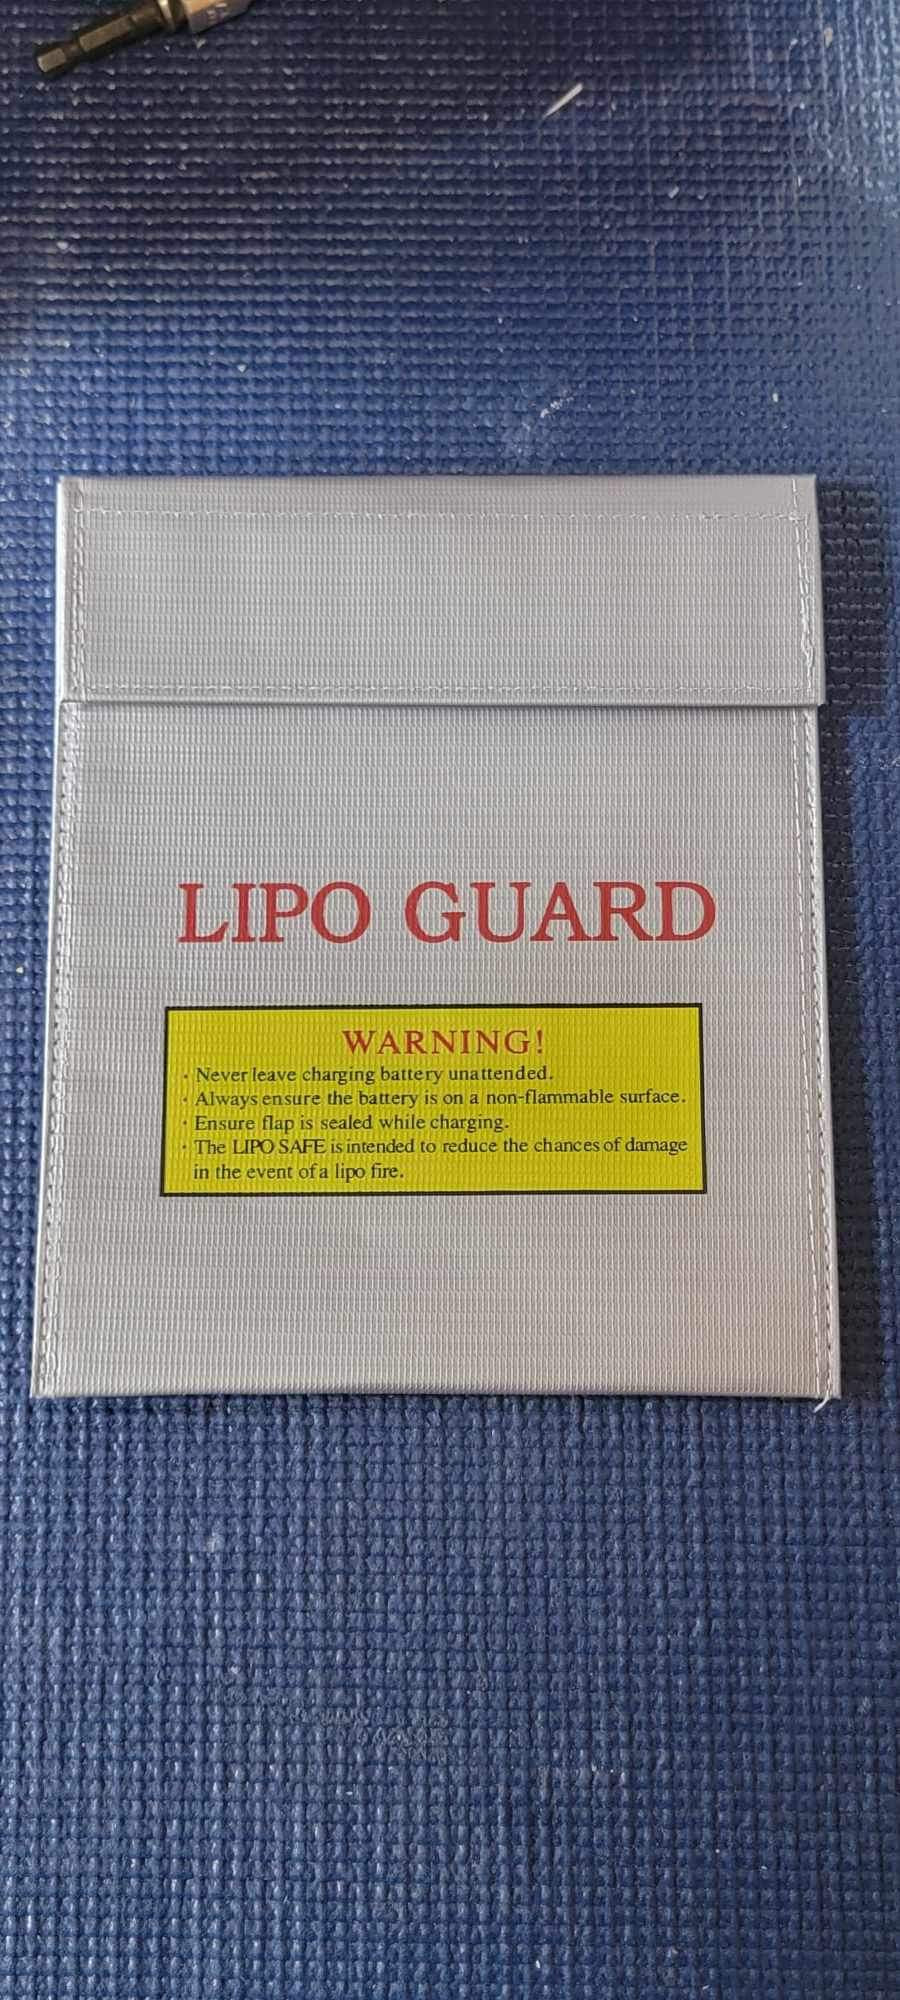 LIPO GUARD
WARNING!
· Never leave charging battery unattended.
· Always ensure the battery is on a non-flammable surface.
· Ensure flap is sealed while charging.
· The LIPO SAFE is intended to reduce the chances of damage
in the event of a lipo fire.